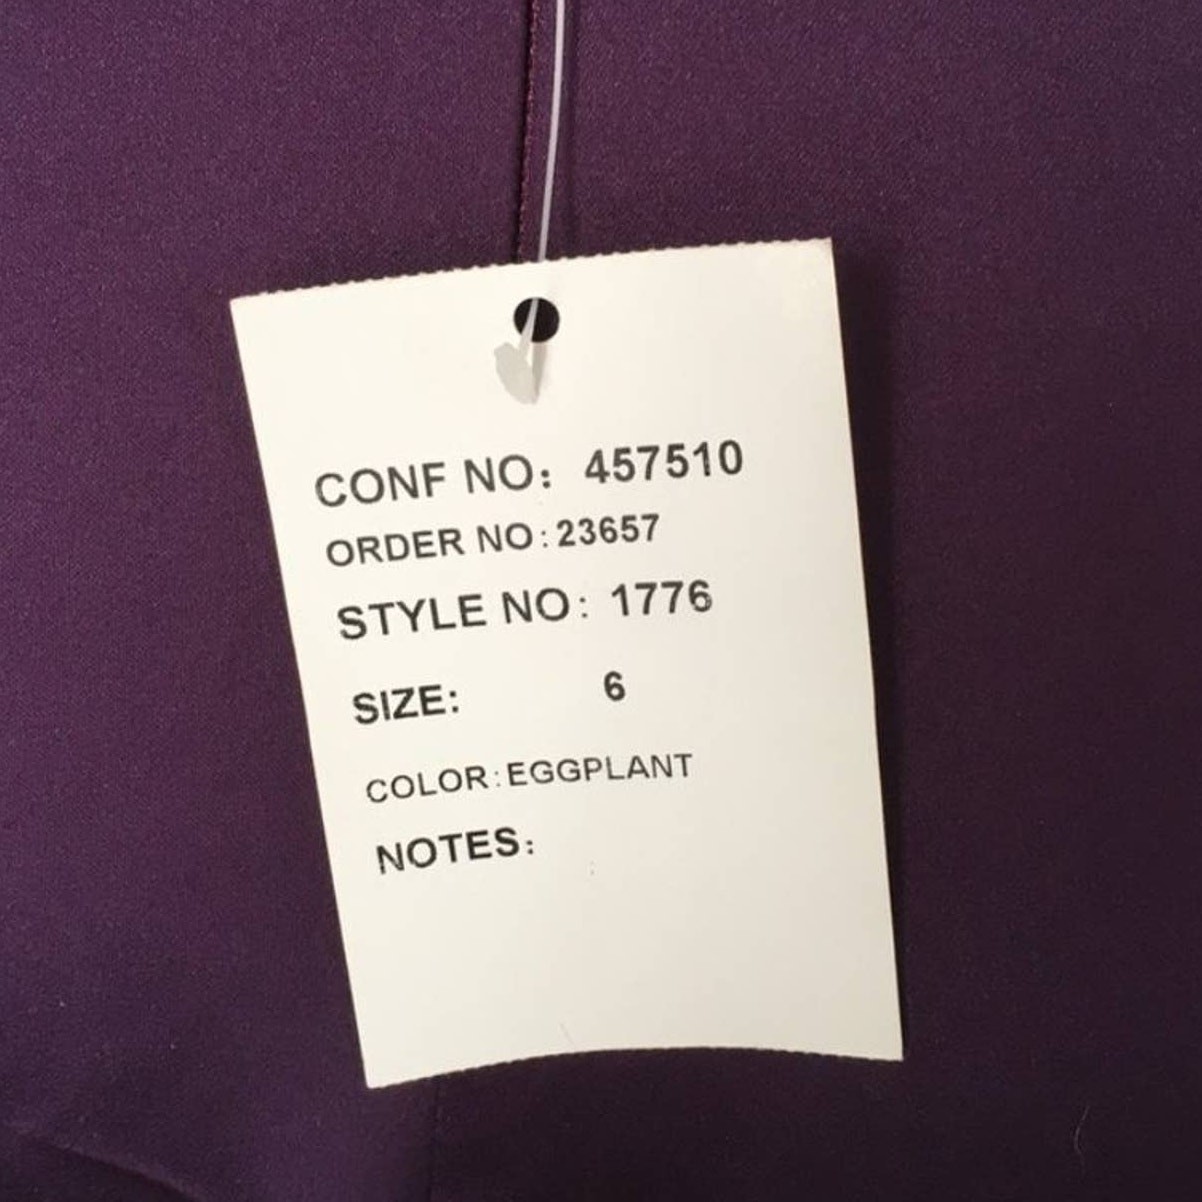 CONF NO: 457510
ORDER NO: 23657
STYLE NO: 1776
SIZE: 6
COLOR: EGGPLANT
NOTES: